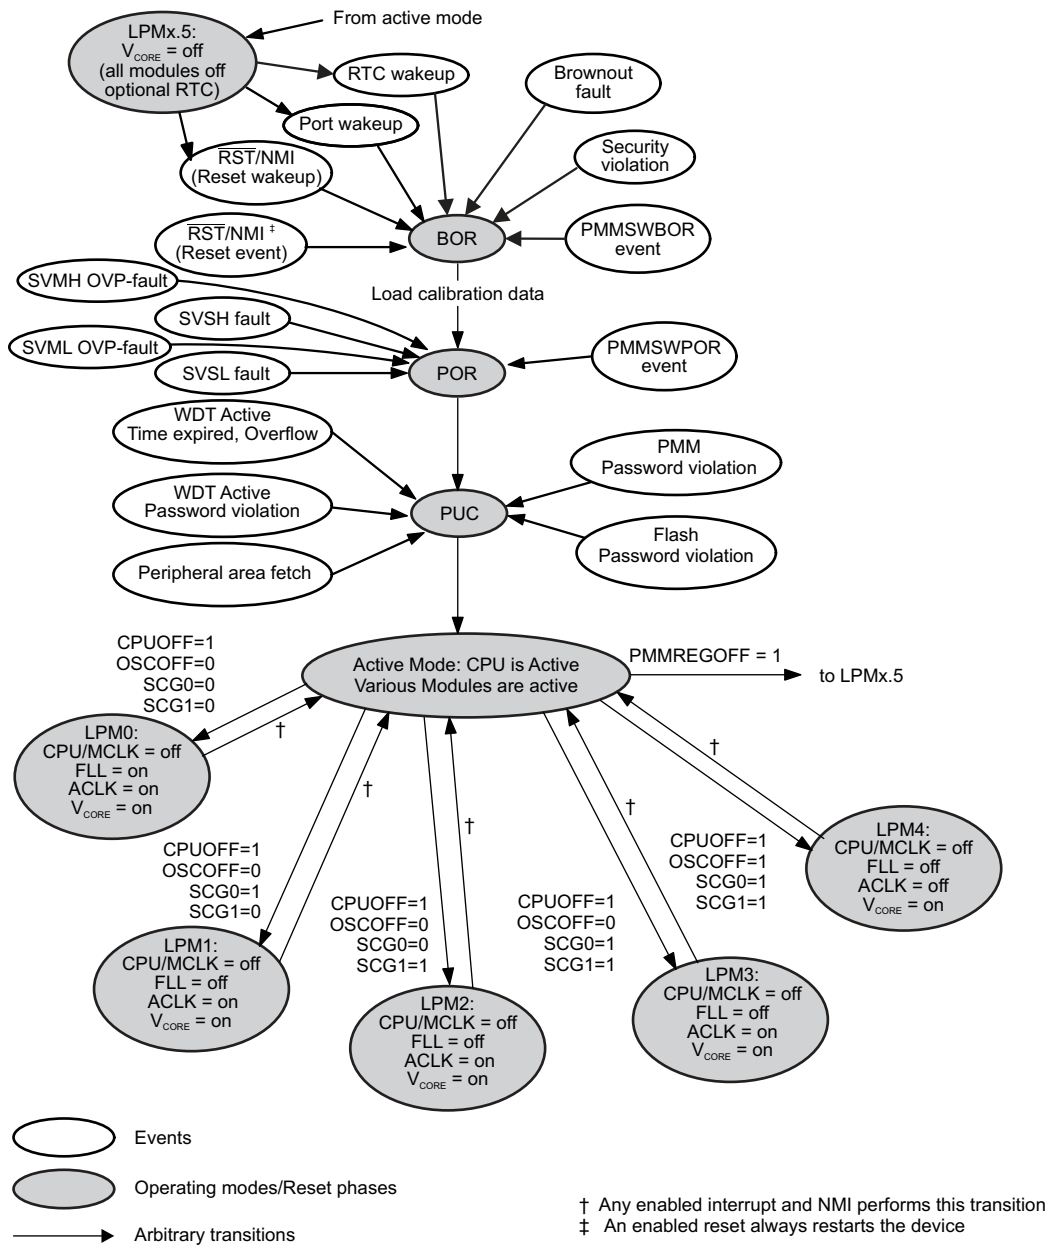 From active mode
LPMx.5:
VCORE = off
(all modules off
optional RTC)
RTC wakeup
Brownout
fault
Port wakeup
Security
violation
RST/NMI
(Reset wakeup)
PMMSWBOR
event
BOR
RST/NMI ‡
(Reset event)
SVMH OVP-fault
Load calibration data
SVSH fault
SVML OVP-fault
PMMSWPOR
event
SVSL fault
POR
WDT Active
Time expired, Overflow
PMM
Password violation
WDT Active
Password violation
PUC
Flash
Password violation
Peripheral area fetch
CPUOFF=1
OSCOFF=0
SCG0=0
SCG1=0
Active Mode: CPU is Active
Various Modules are active
PMMREGOFF = 1
to LPMx.5
†
†
†
†
†
LPM0:
CPU/MCLK = off
FLL = on
ACLK = on
VCORE = on
CPUOFF=1
OSCOFF=0
SCG0=1
SCG1=0
CPUOFF=1
OSCOFF=0
SCG0=0
SCG1=1
CPUOFF=1
OSCOFF=0
SCG0=1
SCG1=1
CPUOFF=1
OSCOFF=1
SCG0=1
SCG1=1
LPM4:
CPU/MCLK = off
FLL = off
ACLK = off
VCORE = on
LPM1:
CPU/MCLK = off
FLL = off
ACLK = on
VCORE = on
LPM2:
CPU/MCLK = off
FLL = off
ACLK = on
VCORE = on
LPM3:
CPU/MCLK = off
FLL = off
ACLK = on
VCORE = on
Events
Operating modes/Reset phases
Arbitrary transitions
† Any enabled interrupt and NMI performs this transition
‡ An enabled reset always restarts the device